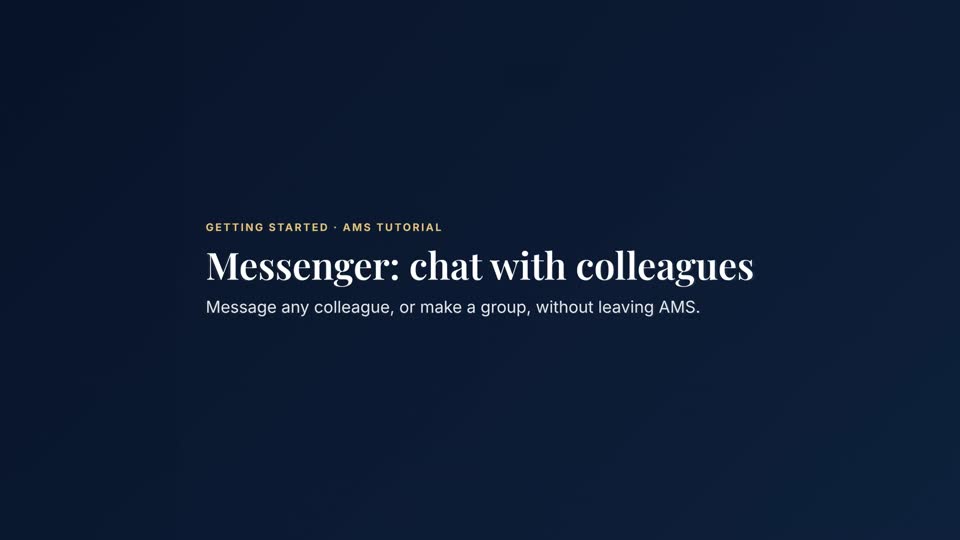 GETTING STARTED · AMS TUTORIAL
Messenger: chat with colleagues
Message any colleague, or make a group, without leaving AMS.